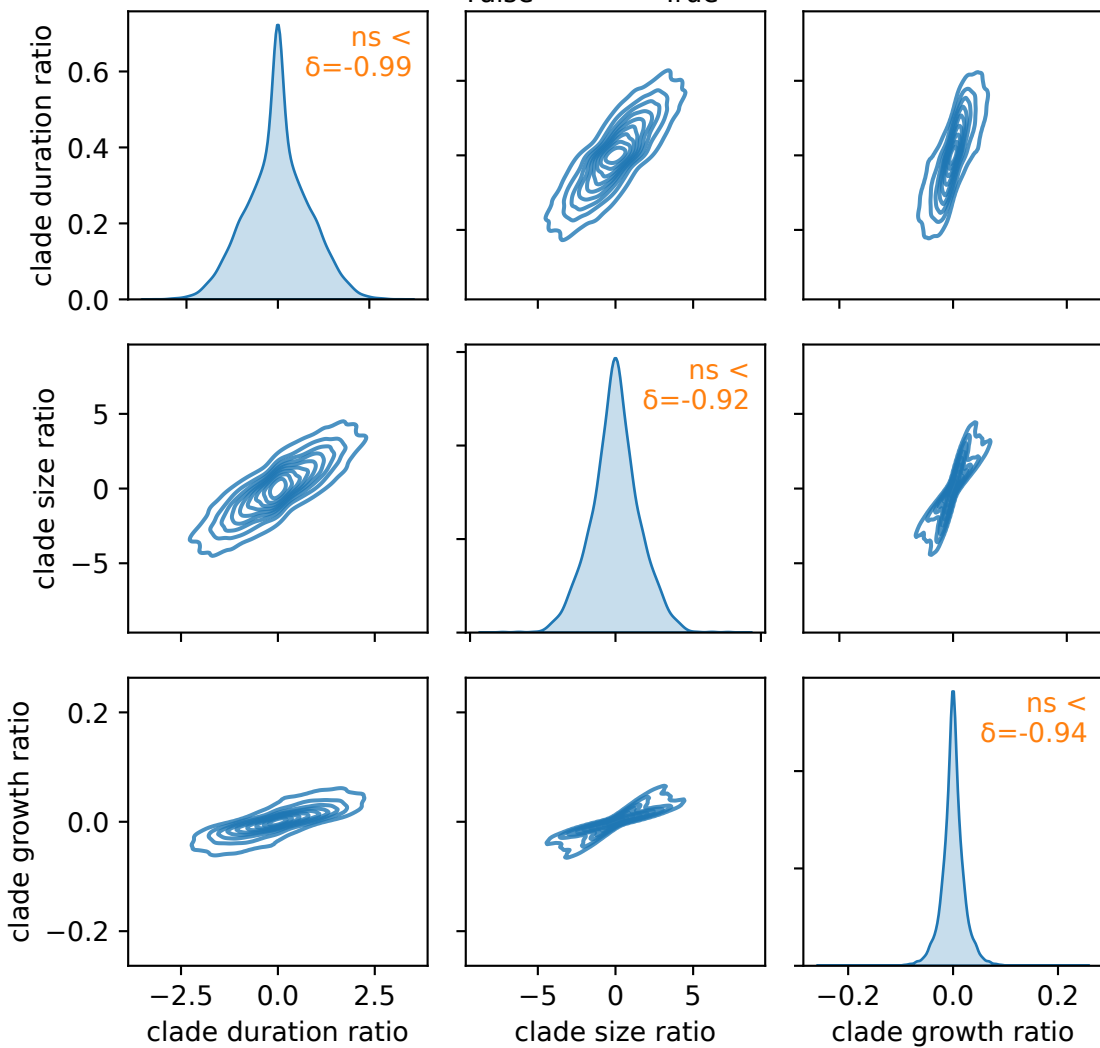 clade duration ratio
0.6
0.4
0.2
0.0
ns <
δ=-0.99
clade size ratio
5
0
−5
ns <
δ=-0.92
clade growth ratio
0.2
0.0
−0.2
ns <
δ=-0.94
−2.5 0.0 2.5
−5 0 5
−0.2 0.0 0.2
clade duration ratio
clade size ratio
clade growth ratio